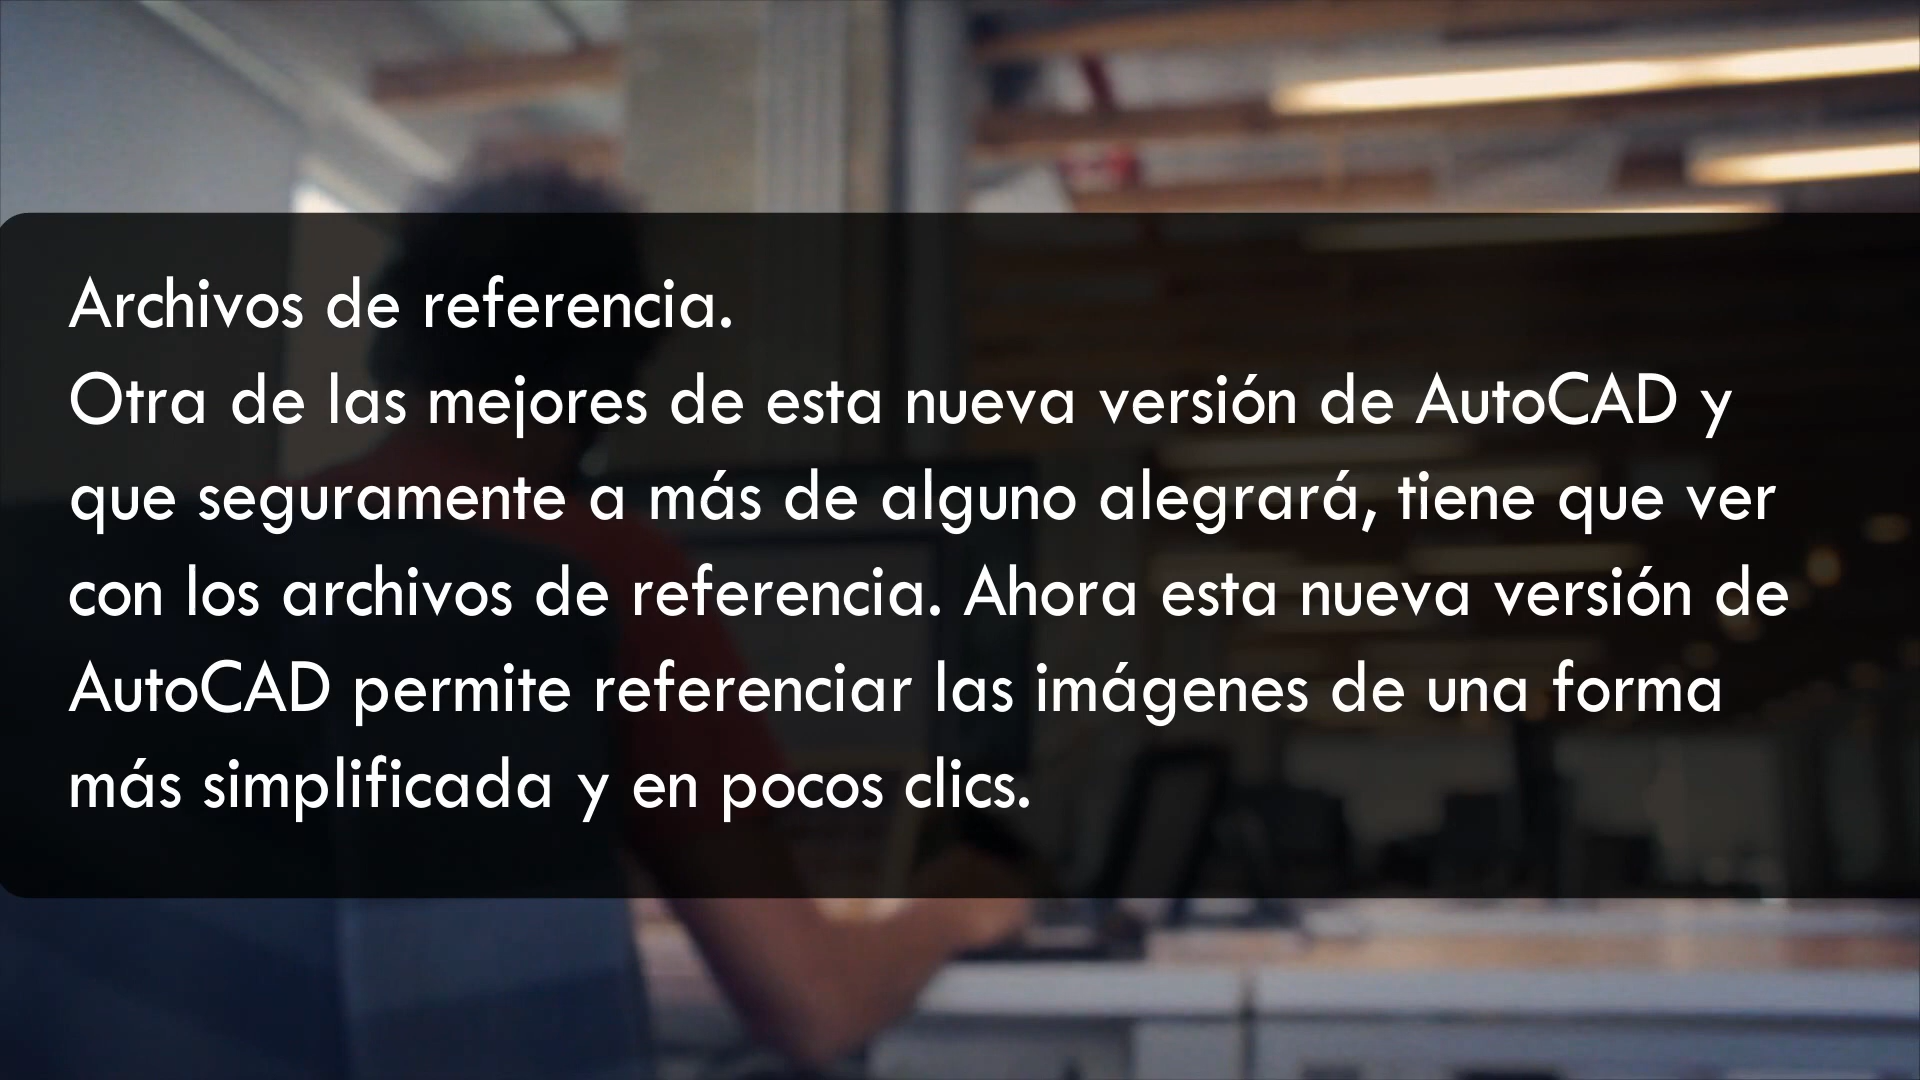 Archivos de referencia.
Otra de las mejores de esta nueva versión de AutoCAD y
que seguramente a más de alguno alegrará, tiene que ver
con los archivos de referencia. Ahora esta nueva versión de
AutoCAD permite referenciar las imágenes de una forma
más simplificada y en pocos clics.